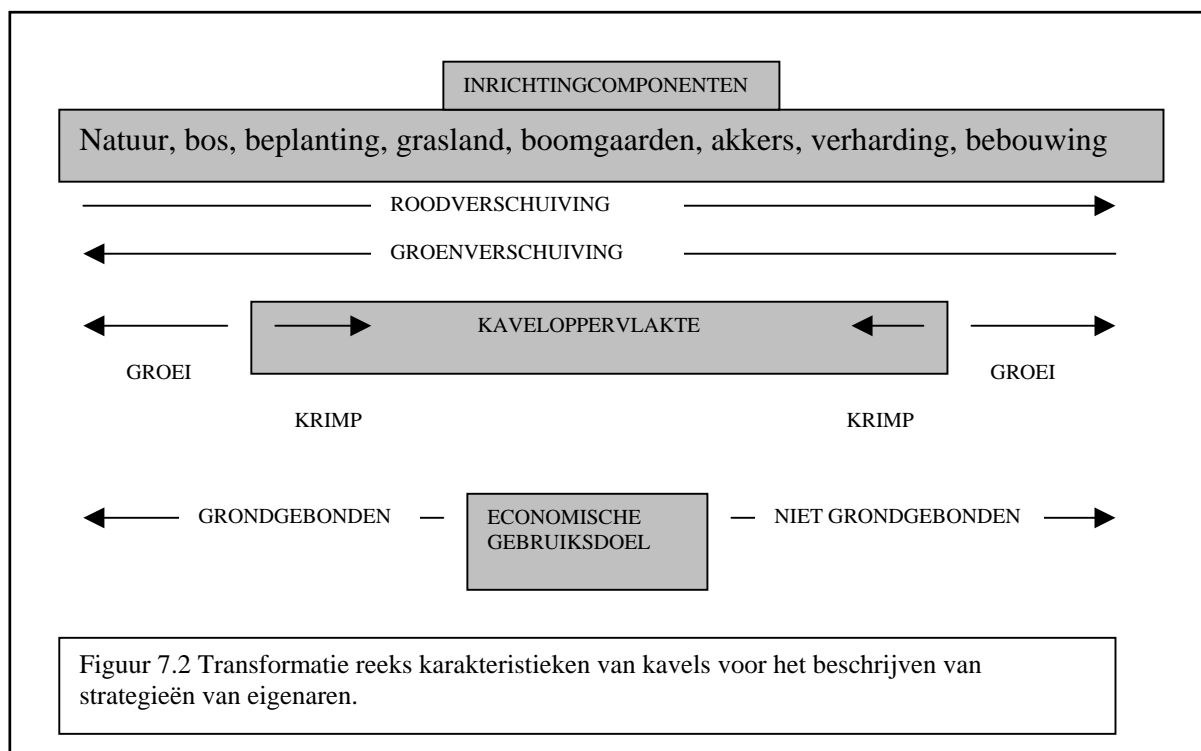 INRICHTINGCOMPONENTEN
Natuur, bos, beplanting, grasland, boomgaarden, akkers, verharding, bebouwing
ROODVERSCHUIVING
GROENVERSCHUIVING
KAVELOPPERVLAKTE
GROEI GROEI
KRIMP KRIMP
GRONDGEBONDEN ECONOMISCHE NIET GRONDGEBONDEN
GEBRUIKSDOEL
Figuur 7.2 Transformatie reeks karakteristieken van kavels voor het beschrijven van
strategieën van eigenaren.